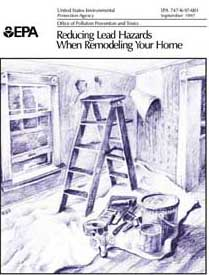 United States Environmental
Protection Agency
EPA 747-K-97-001
September 1997
Office of Pollution Prevention and Toxics
EPA
Reducing Lead Hazards
When Remodeling Your Home